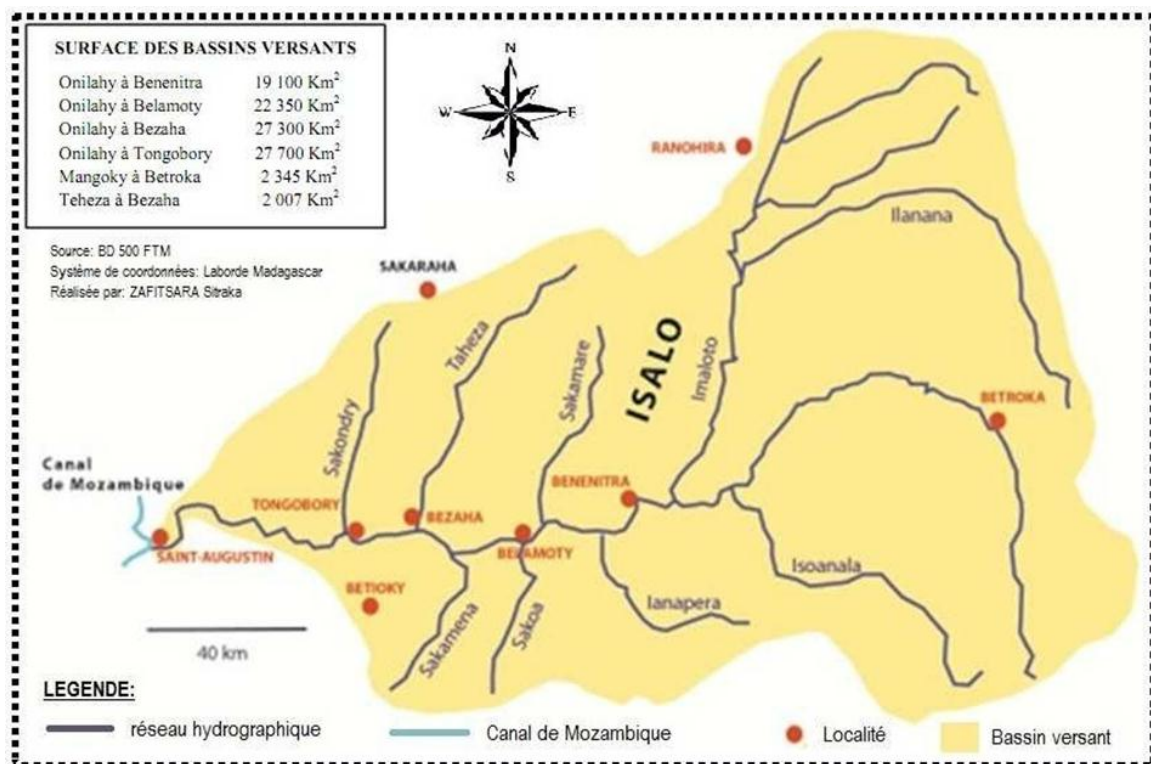 SURFACE DES BASSINS VERSANTS
Onilahy à Benenitra 19 100 Km²
Onilahy à Belamoty 22 350 Km²
Onilahy à Bezaha 27 300 Km²
Onilahy à Tongobory 27 700 Km²
Mangoky à Betroka 2 345 Km²
Teheza à Bezaha 2 007 Km²
Source: BD 500 FTM
Système de coordonnées: Laborde Madagascar
Réalisée par: ZAFITSARA Sitraka
N
W
E
S
RANOHIRA
Ilanana
SAKARAHA
Taheza
Sakamare
ISALO
Imaloto
Sakondry
BETROKA
Canal
de Mozambique
TONGOBORY
BEZAHA
BENENITRA
SAINT-AUGUSTIN
BELAMOTY
BETIOKY
Sakamena
Sakoa
Ianapera
Isoanala
40 km
LEGENDE:
réseau hydrographique
Canal de Mozambique
Localité
Bassin versant